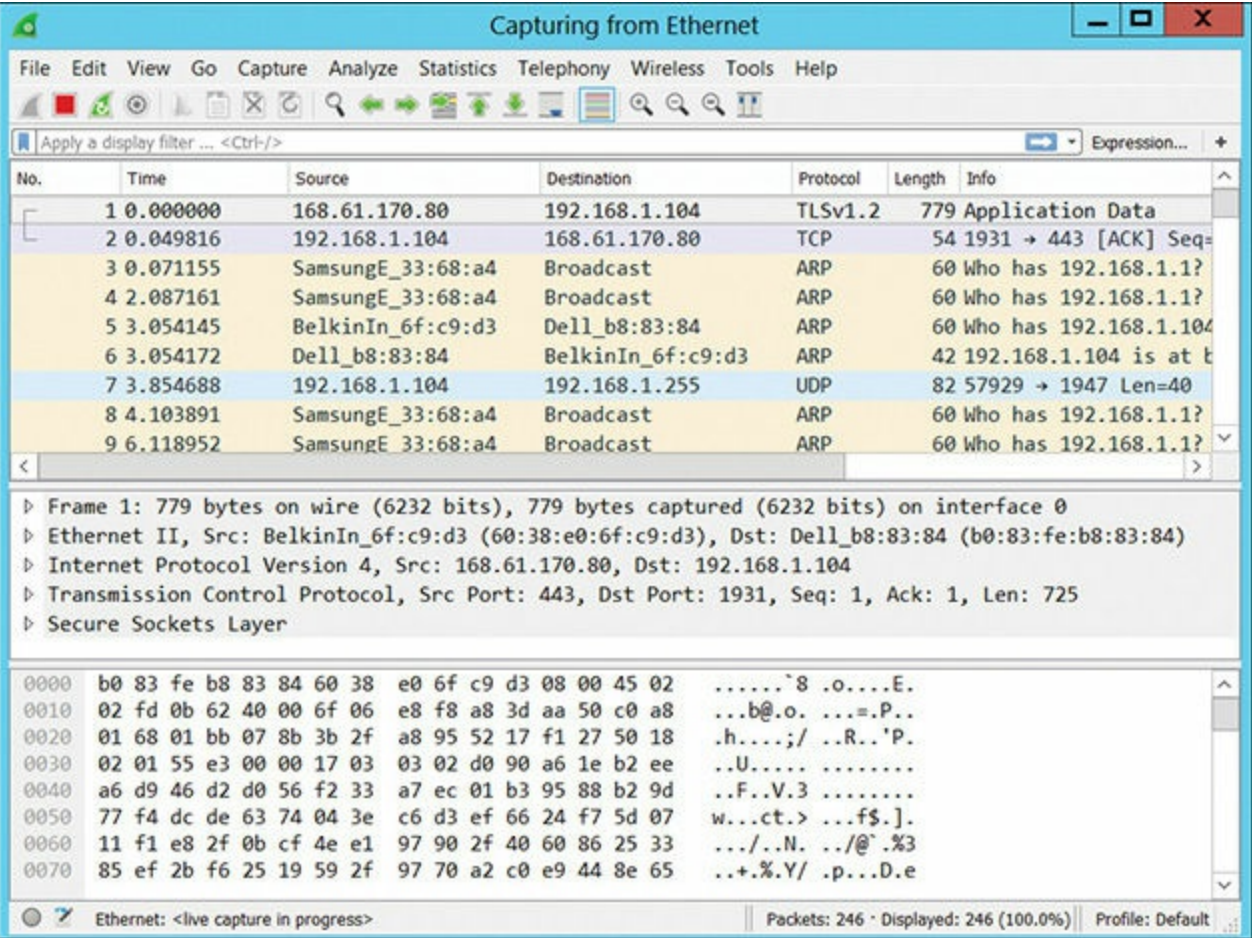 Capturing from Ethernet
File Edit View Go Capture Analyze Statistics Telephony Wireless Tools Help
Apply a display filter ... <Ctrl-/> Expression... +
No. Time Source Destination Protocol Length Info
1 0.000000 168.61.170.80 192.168.1.104 TLSv1.2 779 Application Data
2 0.049816 192.168.1.104 168.61.170.80 TCP 54 1931 → 443 [ACK] Seq=
3 0.071155 SamsungE_33:68:a4 Broadcast ARP 60 Who has 192.168.1.1?
4 2.087161 SamsungE_33:68:a4 Broadcast ARP 60 Who has 192.168.1.1?
5 3.054145 BelkinIn_6f:c9:d3 Dell_b8:83:84 ARP 60 Who has 192.168.1.104
6 3.054172 Dell_b8:83:84 BelkinIn_6f:c9:d3 ARP 42 192.168.1.104 is at b
7 3.854688 192.168.1.104 192.168.1.255 UDP 82 57929 → 1947 Len=40
8 4.103891 SamsungE_33:68:a4 Broadcast ARP 60 Who has 192.168.1.1?
9 6.118952 SamsungE_33:68:a4 Broadcast ARP 60 Who has 192.168.1.1?
Frame 1: 779 bytes on wire (6232 bits), 779 bytes captured (6232 bits) on interface 0
Ethernet II, Src: BelkinIn_6f:c9:d3 (60:38:e0:6f:c9:d3), Dst: Dell_b8:83:84 (b0:83:fe:b8:83:84)
Internet Protocol Version 4, Src: 168.61.170.80, Dst: 192.168.1.104
Transmission Control Protocol, Src Port: 443, Dst Port: 1931, Seq: 1, Ack: 1, Len: 725
Secure Sockets Layer
0000 b0 83 fe b8 83 84 60 38 e0 6f c9 d3 08 00 45 02 ......`8 .o....E.
0010 02 fd 0b 62 40 00 6f 06 e8 f8 a8 3d aa 50 c0 a8 ...b@.o. ...=.P..
0020 01 68 01 bb 07 8b 3b 2f a8 95 52 17 f1 27 50 18 .h....;/ ..R..'P.
0030 02 01 55 e3 00 00 17 03 03 02 d0 90 a6 1e b2 ee ..U..... ........
0040 a6 d9 46 d2 d0 56 f2 33 a7 ec 01 b3 95 88 b2 9d ..F..V.3 ........
0050 77 f4 dc de 63 74 04 3e c6 d3 ef 66 24 f7 5d 07 w...ct.> ...f$.].
0060 11 f1 e8 2f 0b cf 4e e1 97 90 2f 40 60 86 25 33 .../..N. ../@`.%3
0070 85 ef 2b f6 25 19 59 2f 97 70 a2 c0 e9 44 8e 65 ..+.%.Y/ .p...D.e
Ethernet: <live capture in progress> Packets: 246 · Displayed: 246 (100.0%) Profile: Default